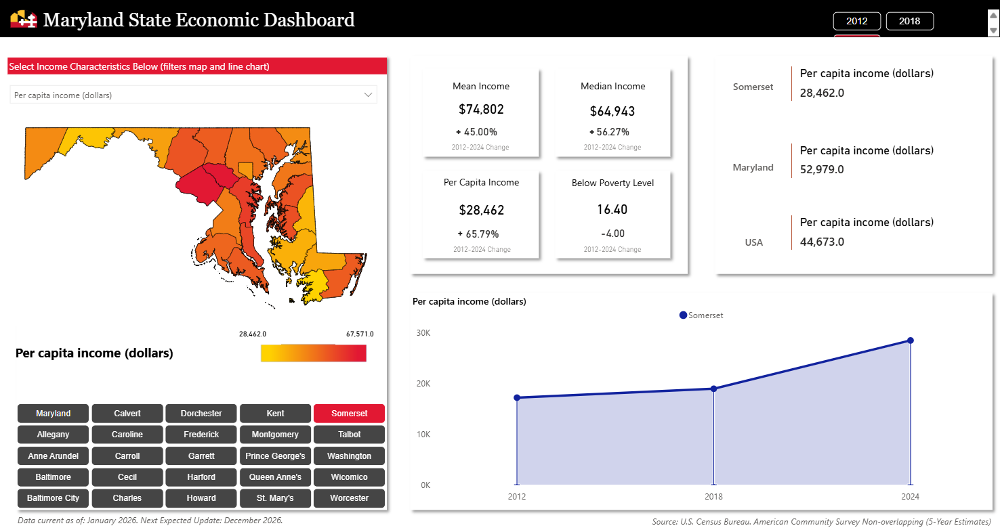 Maryland State Economic Dashboard
2012
2018
Select Income Characteristics Below (filters map and line chart)
Per capita income (dollars)
28,462.0
67,571.0
Per capita income (dollars)
Maryland
Calvert
Dorchester
Kent
Somerset
Allegany
Caroline
Frederick
Montgomery
Talbot
Anne Arundel
Carroll
Garrett
Prince George's
Washington
Baltimore
Cecil
Harford
Queen Anne's
Wicomico
Baltimore City
Charles
Howard
St. Mary's
Worcester
Data current as of: January 2026. Next Expected Update: December 2026.
Mean Income
$74,802
+ 45.00%
2012-2024 Change
Median Income
$64,943
+ 56.27%
2012-2024 Change
Per Capita Income
$28,462
+ 65.79%
2012-2024 Change
Below Poverty Level
16.40
-4.00
2012-2024 Change
Somerset
Per capita income (dollars)
28,462.0
Maryland
Per capita income (dollars)
52,979.0
USA
Per capita income (dollars)
44,673.0
Per capita income (dollars)
Somerset
30K
20K
10K
0K
2012
2018
2024
Source: U.S. Census Bureau. American Community Survey Non-overlapping (5-Year Estimates)